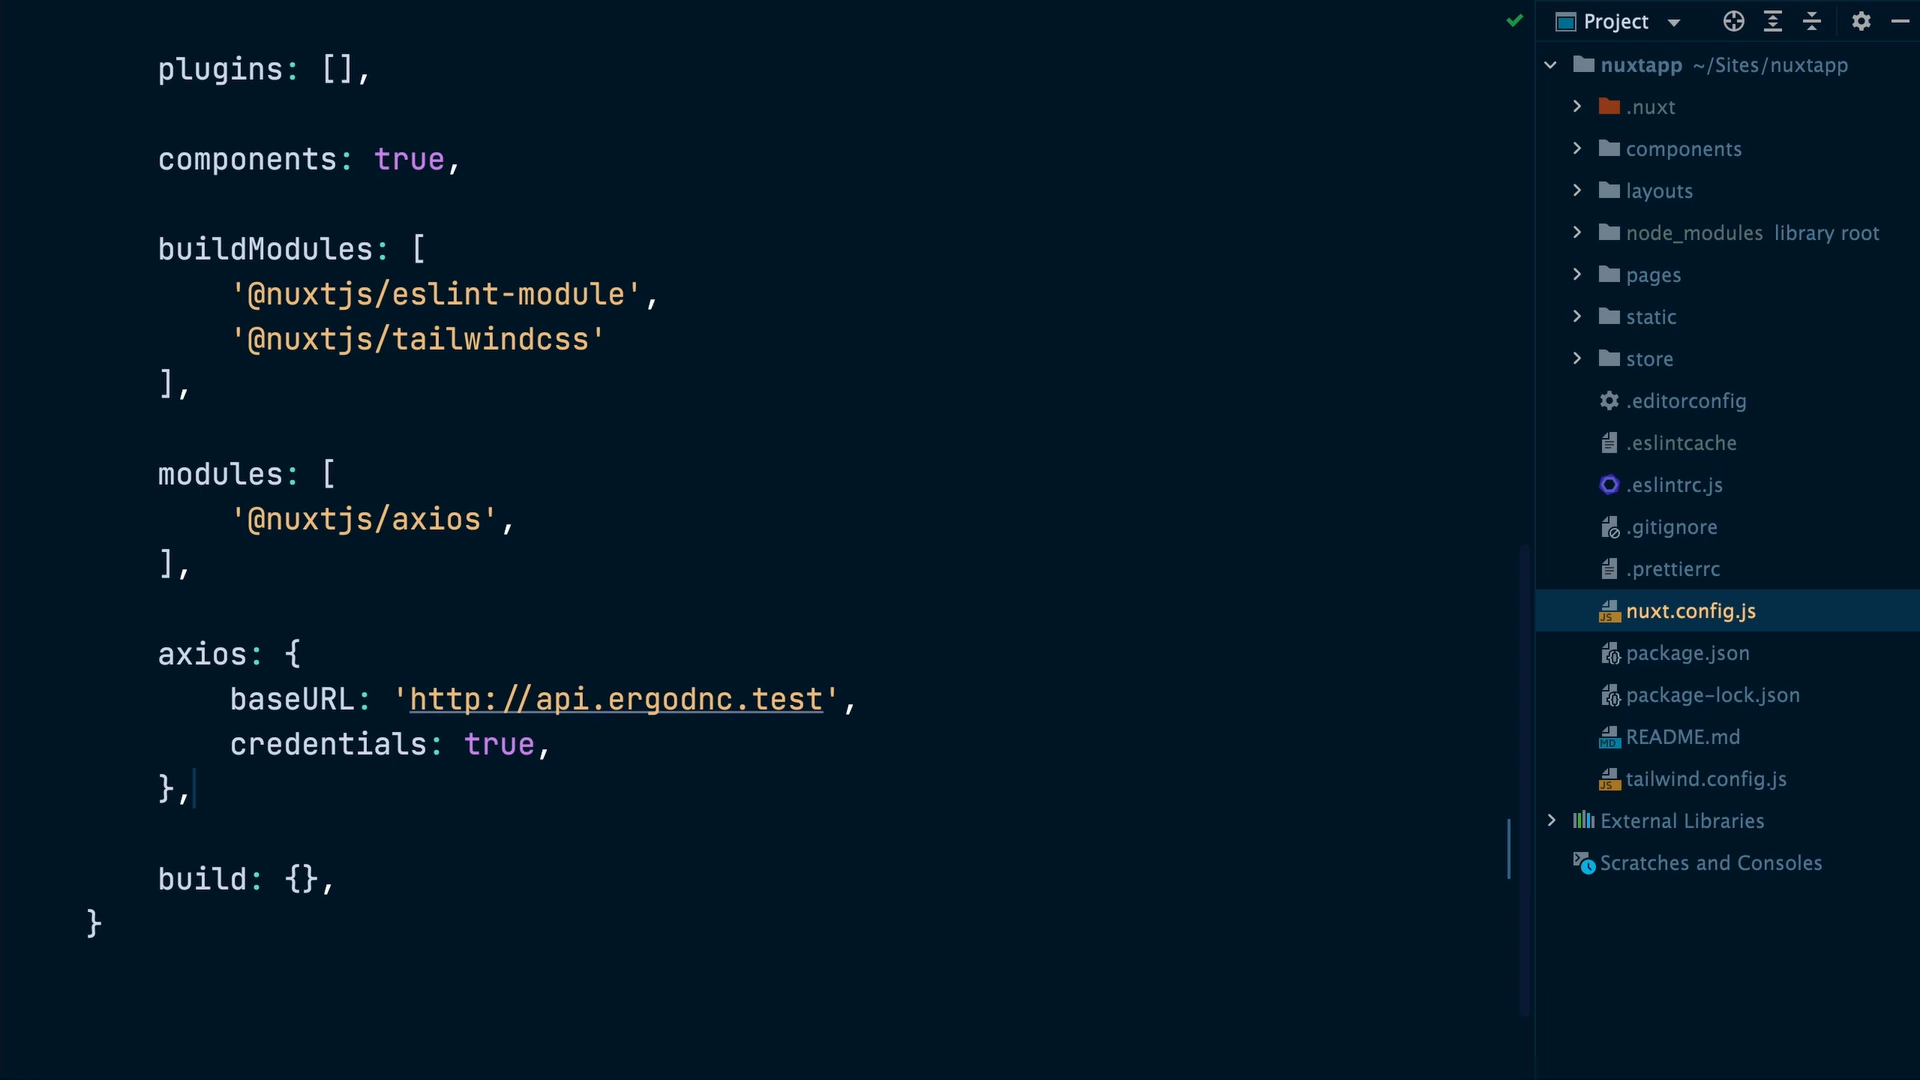 plugins: [],
components: true,
buildModules: [
'@nuxtjs/eslint-module',
'@nuxtjs/tailwindcss'
],
modules: [
'@nuxtjs/axios',
],
axios: {
baseURL: 'http://api.ergodnc.test',
credentials: true,
},
build: {},
}
Project
nuxtapp ~/Sites/nuxtapp
.nuxt
components
layouts
node_modules library root
pages
static
store
.editorconfig
.eslintcache
.eslintrc.js
.gitignore
.prettierrc
nuxt.config.js
package.json
package-lock.json
README.md
tailwind.config.js
External Libraries
Scratches and Consoles